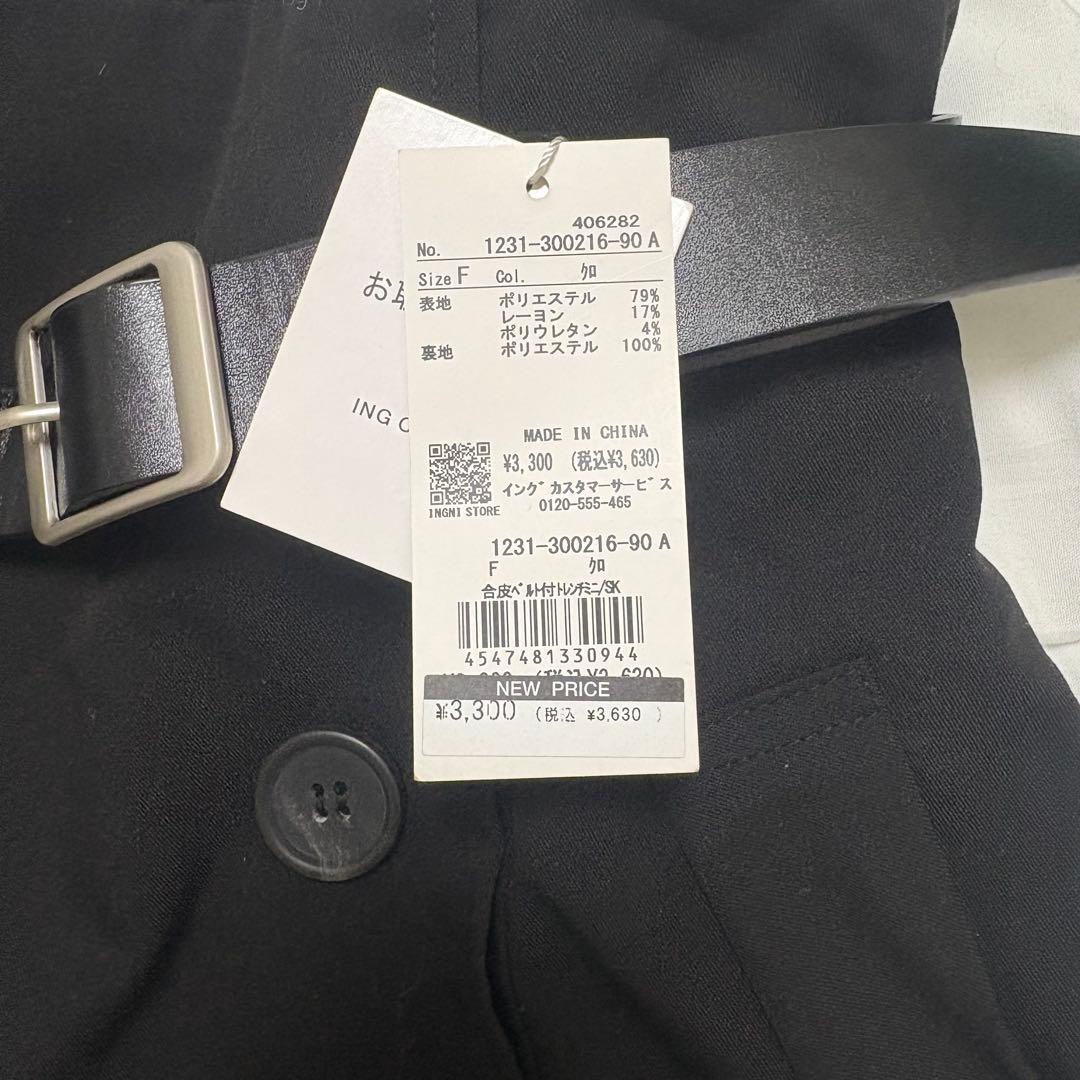 お取
ING C
406282
No. 1231-300216-90 A
Size F Col. ｸﾛ
表地 ポリエステル 79%
レーヨン 17%
ポリウレタン 4%
裏地 ポリエステル 100%
MADE IN CHINA
¥3,300 (税込¥3,630)
INGNI STORE
イング カスタマーサービス
0120-555-465
1231-300216-90 A
F ｸﾛ
合皮ﾍﾞﾙﾄ付ﾄﾚﾝﾁﾐﾆ/SK
4547481330944
NEW PRICE
¥3,300 (税込 ¥3,630 )